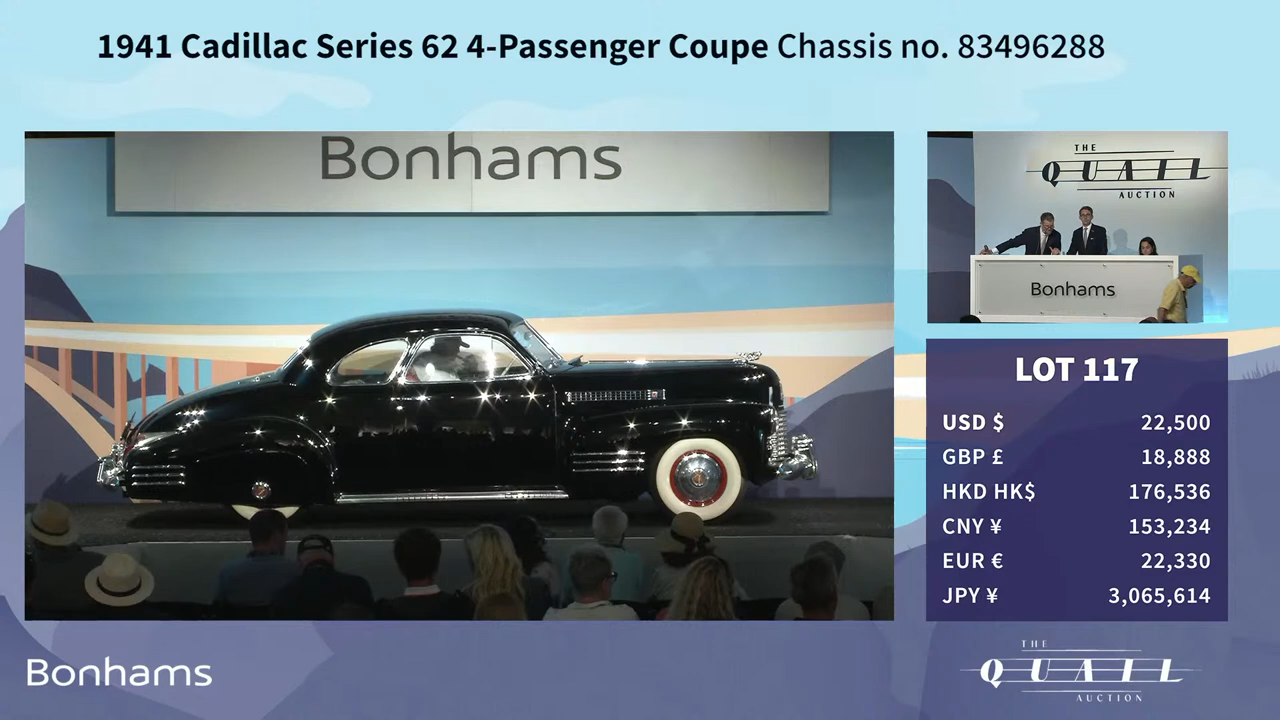 1941 Cadillac Series 62 4-Passenger Coupe Chassis no. 83496288
Bonhams
THE
QUAIL
AUCTION
Bonhams
LOT 117
USD $ 22,500
GBP £ 18,888
HKD HK$ 176,536
CNY ¥ 153,234
EUR € 22,330
JPY ¥ 3,065,614
Bonhams
THE
QUAIL
AUCTION